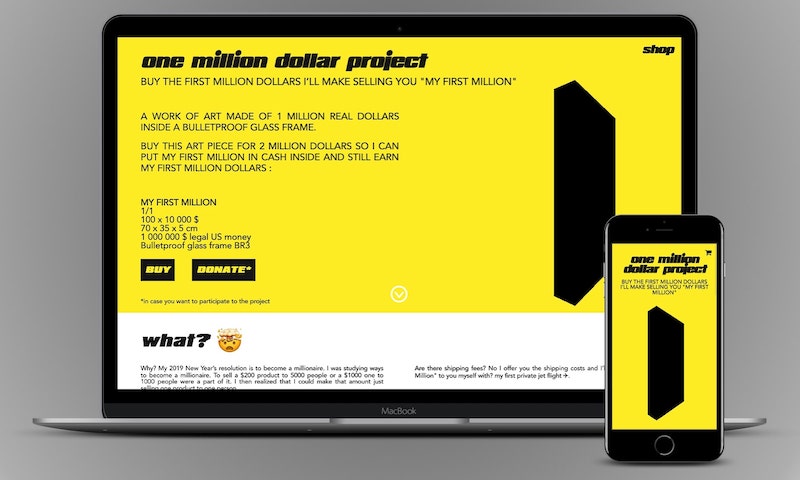 one million dollar project
shop
BUY THE FIRST MILLION DOLLARS I'LL MAKE SELLING YOU "MY FIRST MILLION"
A WORK OF ART MADE OF 1 MILLION REAL DOLLARS
INSIDE A BULLETPROOF GLASS FRAME.
BUY THIS ART PIECE FOR 2 MILLION DOLLARS SO I CAN
PUT MY FIRST MILLION IN CASH INSIDE AND STILL EARN
MY FIRST MILLION DOLLARS :
MY FIRST MILLION
1/1
100 x 10 000 $
70 x 35 x 5 cm
1 000 000 $ legal US money
Bulletproof glass frame BR3
BUY
DONATE*
*in case you want to participate to the project
what?
Why? My 2019 New Year's resolution is to become a millionaire. I was studying ways
to become a millionaire. To sell a $200 product to 5000 people or a $1000 one to
1000 people were a part of it. I then realized that I could make that amount just
selling one product to one person.
Are there shipping fees? No I offer you the shipping costs and I'
Million" to you myself with? my first private jet flight
MacBook
one million
dollar project
BUY THE FIRST MILLION DOLLARS
I'LL MAKE SELLING YOU "MY FIRST
MILLION"